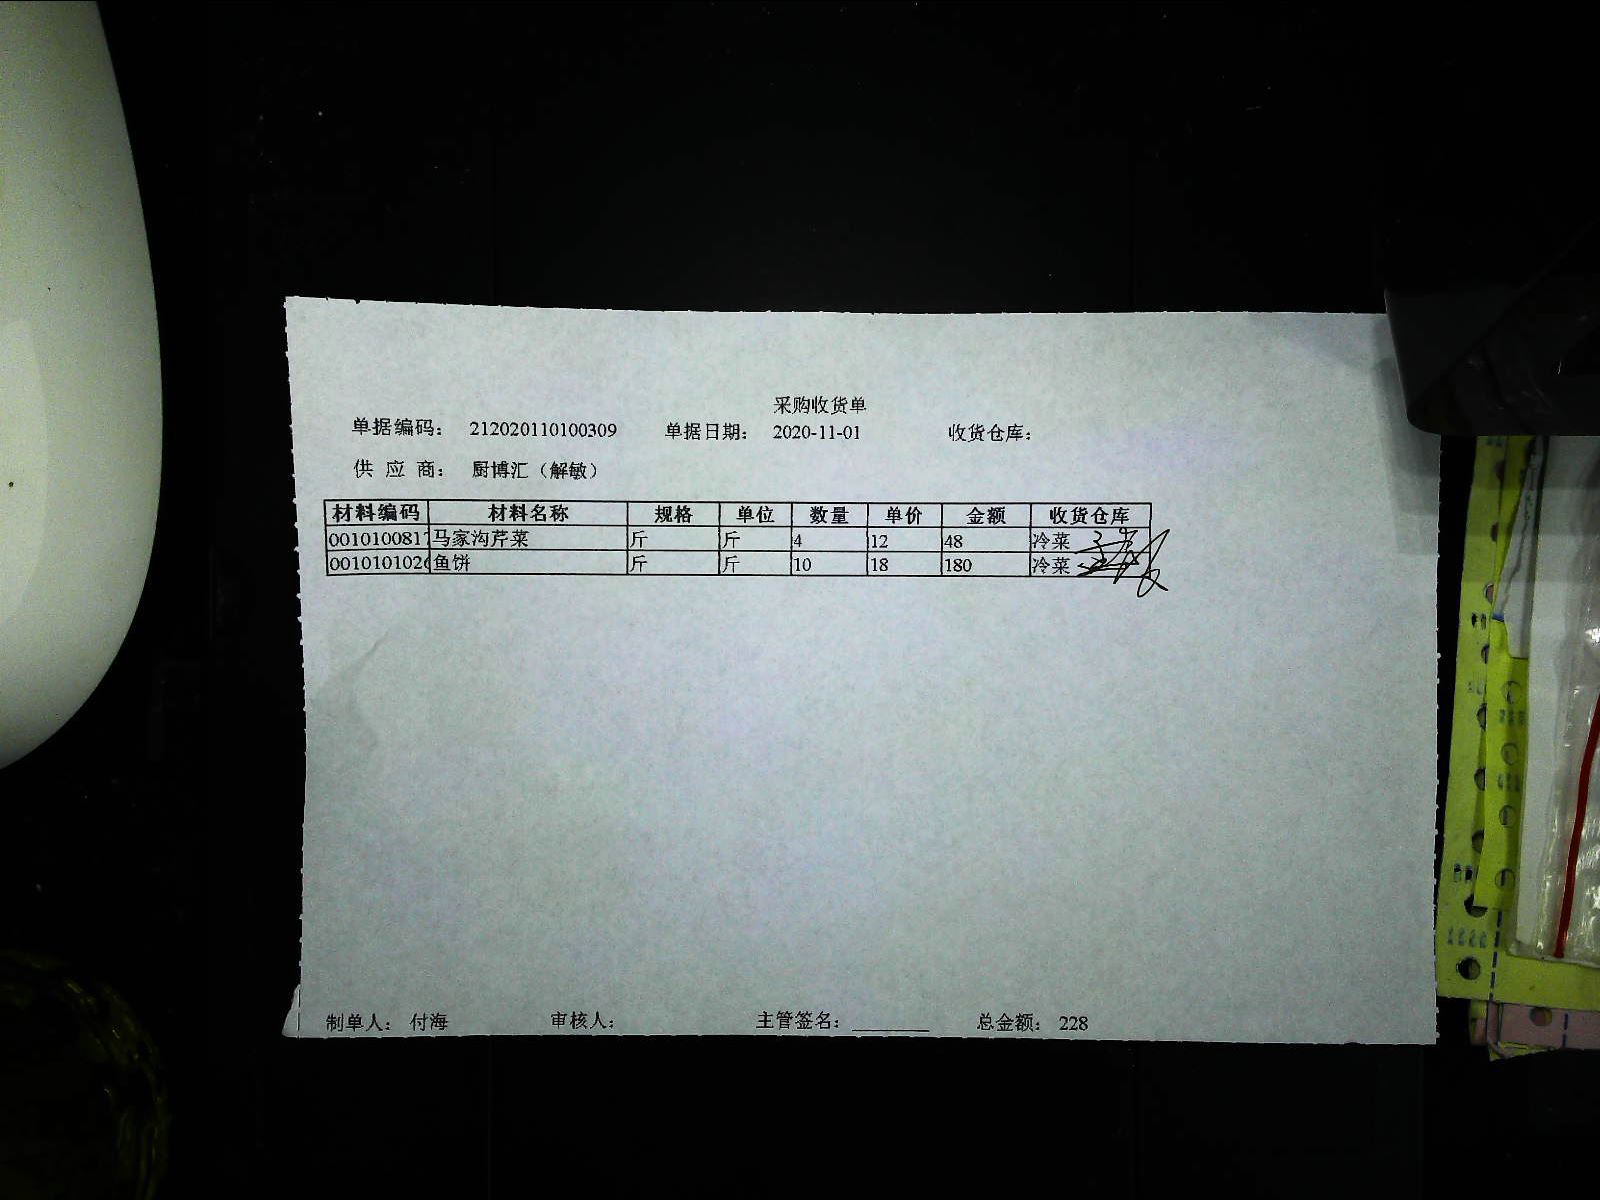 采购收货单
单据编码： 212020110100309 单据日期： 2020-11-01 收货仓库：
供 应 商： 厨博汇（解敏）
材料编码 材料名称 规格 单位 数量 单价 金额 收货仓库
0010100817 马家沟芹菜 斤 斤 4 12 48 冷菜
001010102 鱼饼 斤 斤 10 18 180 冷菜
制单人： 付海 审核人： 主管签名： 总金额： 228